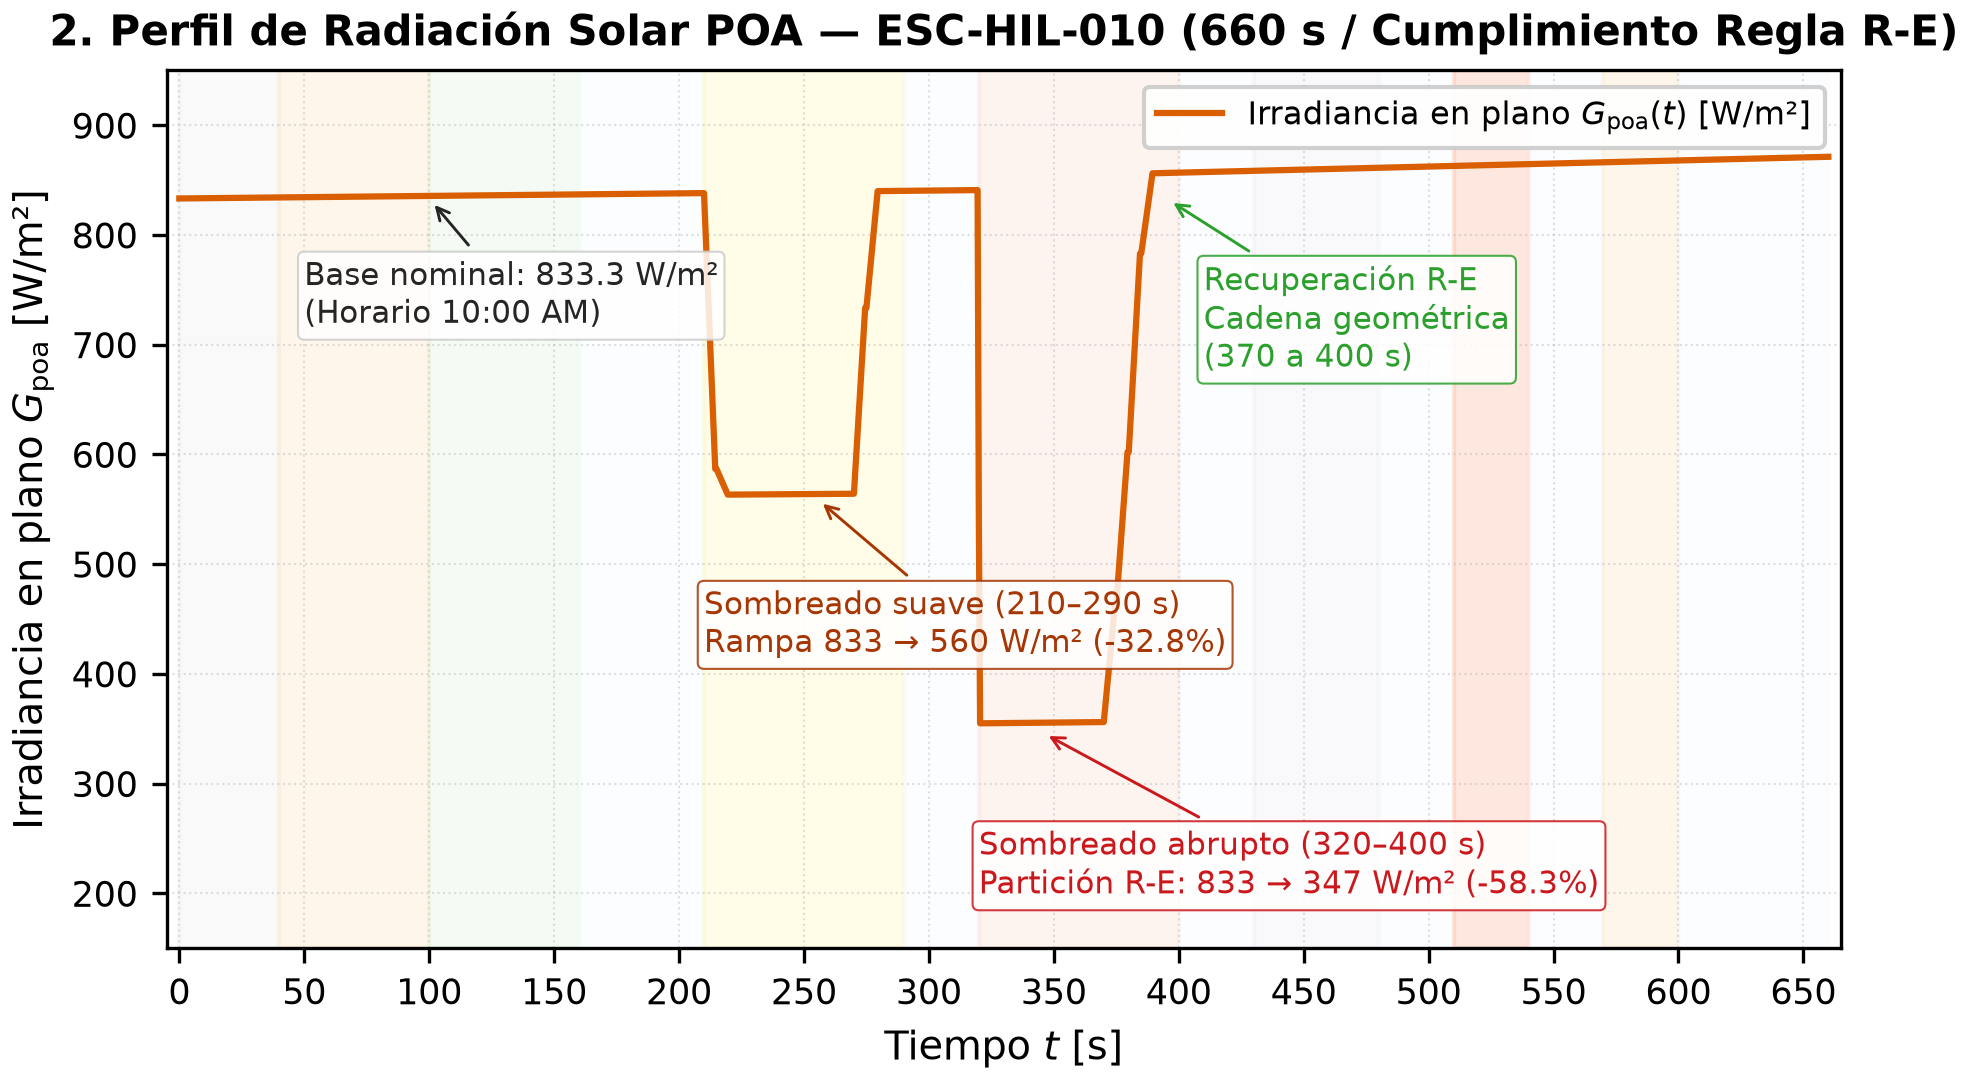 2. Perfil de Radiación Solar POA — ESC-HIL-010 (660 s / Cumplimiento Regla R-E)
Irradiancia en plano Gpoa(t) [W/m²]
Irradiancia en plano Gpoa [W/m²]
900
800
700
600
500
400
300
200
Base nominal: 833.3 W/m²
(Horario 10:00 AM)
Recuperación R-E
Cadena geométrica
(370 a 400 s)
Sombreado suave (210–290 s)
Rampa 833 → 560 W/m² (-32.8%)
Sombreado abrupto (320–400 s)
Partición R-E: 833 → 347 W/m² (-58.3%)
0 50 100 150 200 250 300 350 400 450 500 550 600 650
Tiempo t [s]